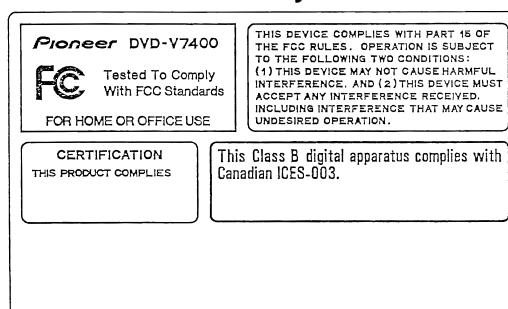 Pioneer DVD-V7400
FC Tested To Comply
With FCC Standards
FOR HOME OR OFFICE USE
THIS DEVICE COMPLIES WITH PART 15 OF
THE FCC RULES. OPERATION IS SUBJECT
TO THE FOLLOWING TWO CONDITIONS:
(1) THIS DEVICE MAY NOT CAUSE HARMFUL
INTERFERENCE, AND (2) THIS DEVICE MUST
ACCEPT ANY INTERFERENCE RECEIVED,
INCLUDING INTERFERENCE THAT MAY CAUSE
UNDESIRED OPERATION.
CERTIFICATION
THIS PRODUCT COMPLIES
This Class B digital apparatus complies with
Canadian ICES-003.